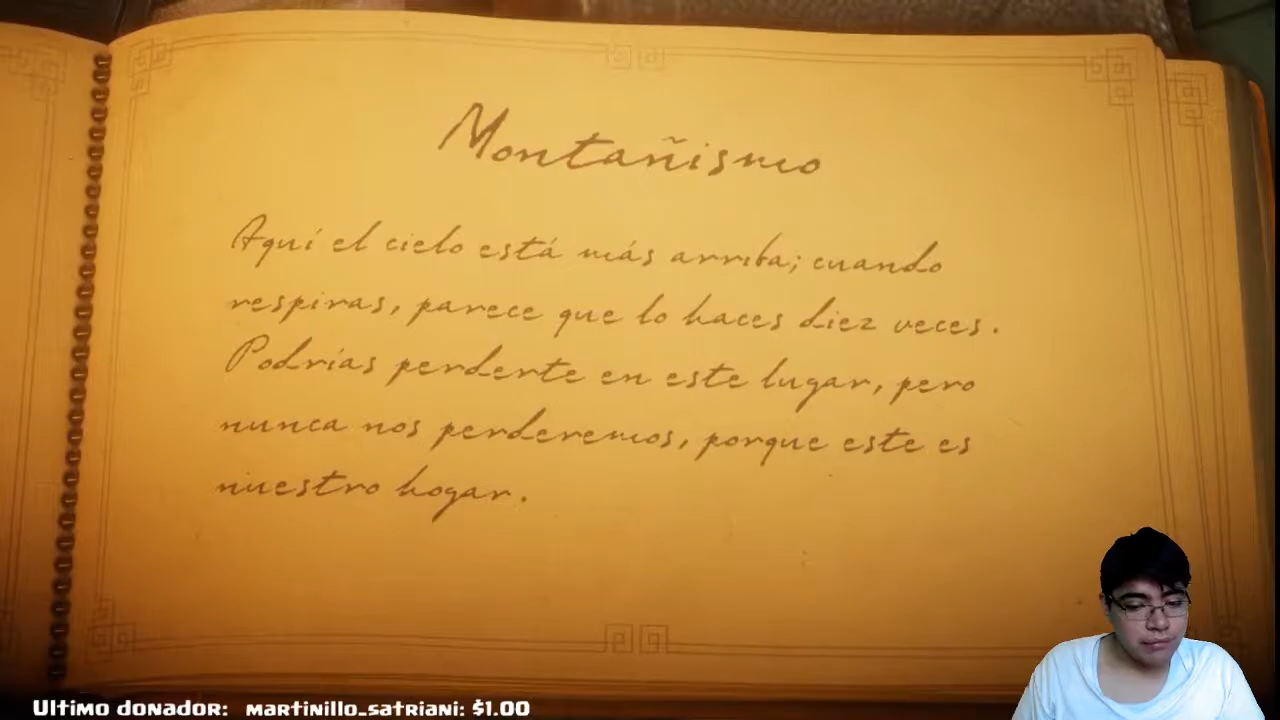 Montañismo
Aquí el cielo está más arriba; cuando
respiras, parece que lo haces diez veces.
Podrías perderte en este lugar, pero
nunca nos perderemos, porque este es
nuestro hogar.
Ultimo donador: martinillo_satriani: $1.00